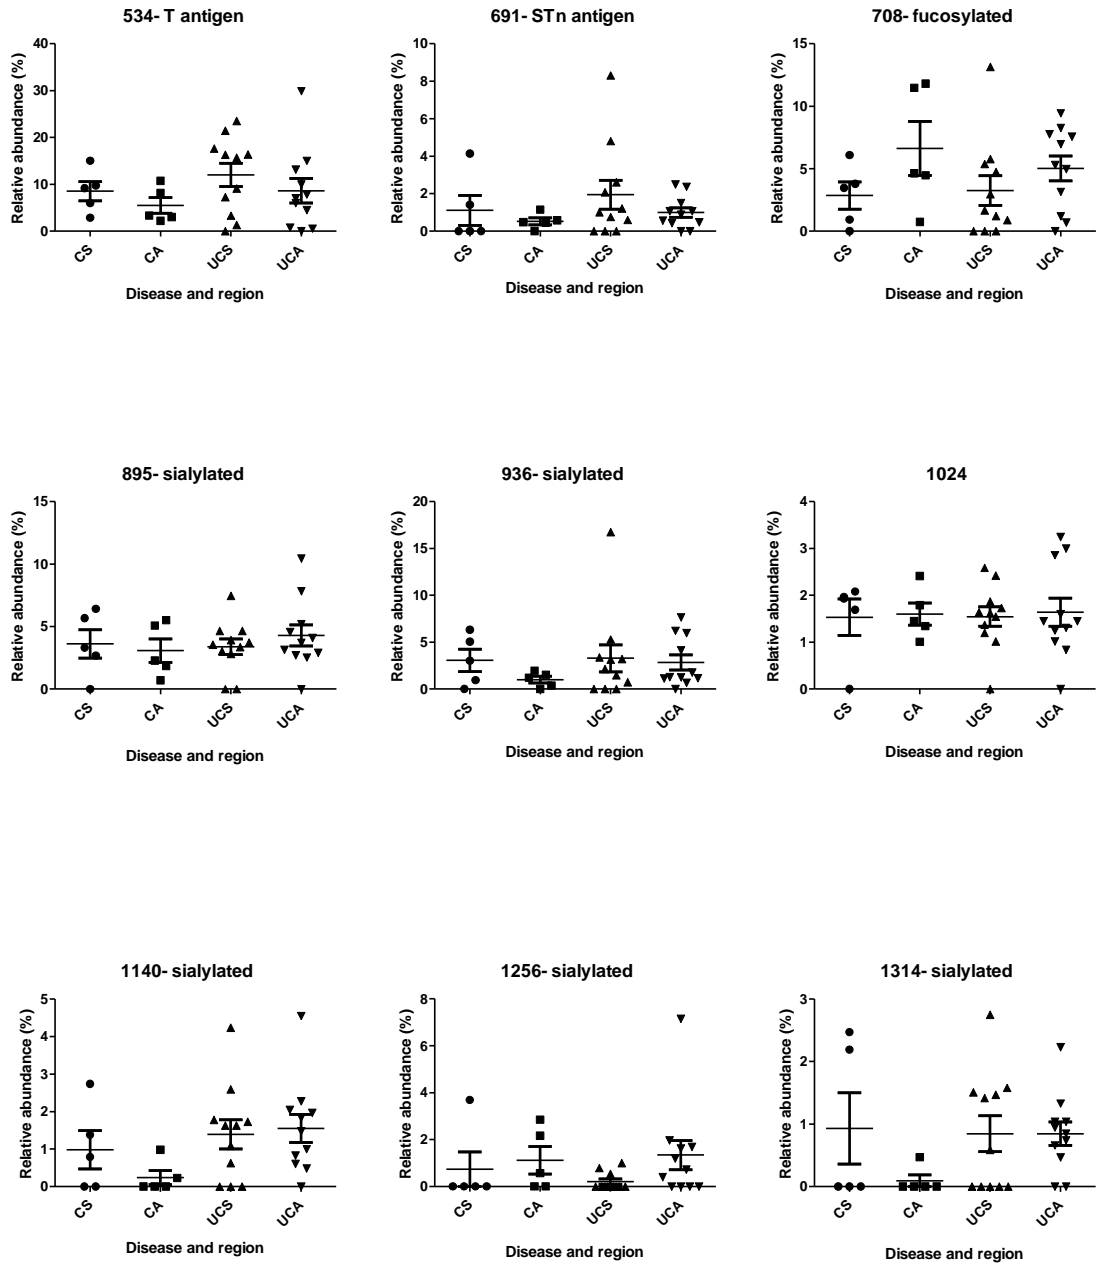 534- T antigen
Relative abundance (%)
40
30
20
10
0
CS
CA
UCS
UCA
Disease and region
691- STn antigen
Relative abundance (%)
10
8
6
4
2
0
CS
CA
UCS
UCA
Disease and region
708- fucosylated
Relative abundance (%)
15
10
5
0
CS
CA
UCS
UCA
Disease and region
895- sialylated
Relative abundance (%)
15
10
5
0
CS
CA
UCS
UCA
Disease and region
936- sialylated
Relative abundance (%)
20
15
10
5
0
CS
CA
UCS
UCA
Disease and region
1024
Relative abundance (%)
4
3
2
1
0
CS
CA
UCS
UCA
Disease and region
1140- sialylated
Relative abundance (%)
5
4
3
2
1
0
CS
CA
UCS
UCA
Disease and region
1256- sialylated
Relative abundance (%)
8
6
4
2
0
CS
CA
UCS
UCA
Disease and region
1314- sialylated
Relative abundance (%)
3
2
1
0
CS
CA
UCS
UCA
Disease and region